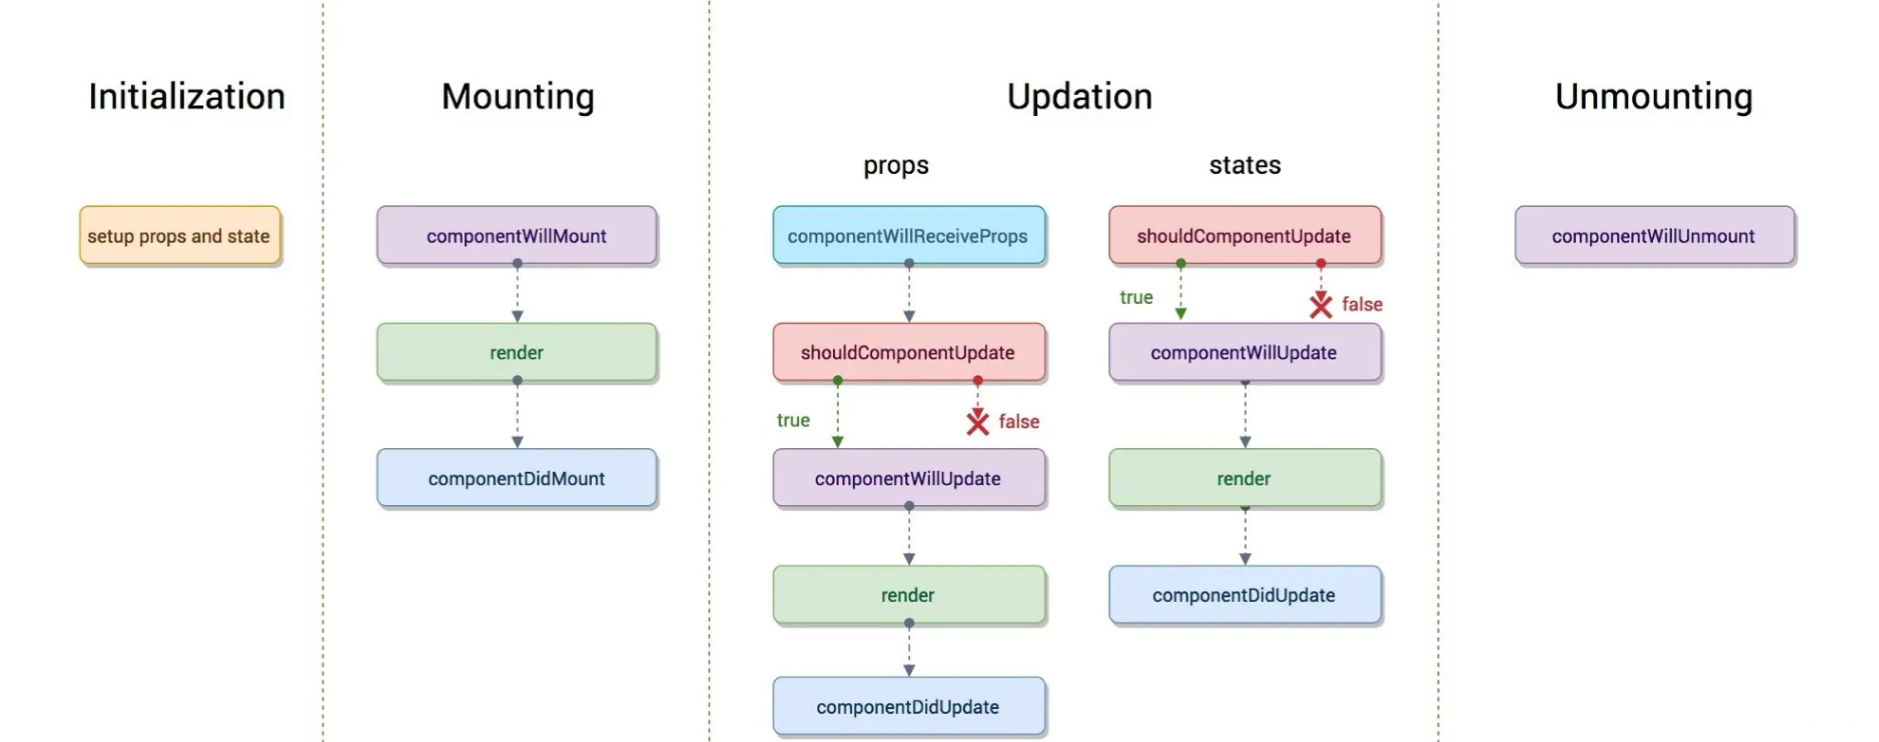 Initialization
setup props and state
Mounting
componentWillMount
render
componentDidMount
Updation
props
componentWillReceiveProps
shouldComponentUpdate
true
false
componentWillUpdate
render
componentDidUpdate
states
shouldComponentUpdate
true
false
componentWillUpdate
render
componentDidUpdate
Unmounting
componentWillUnmount